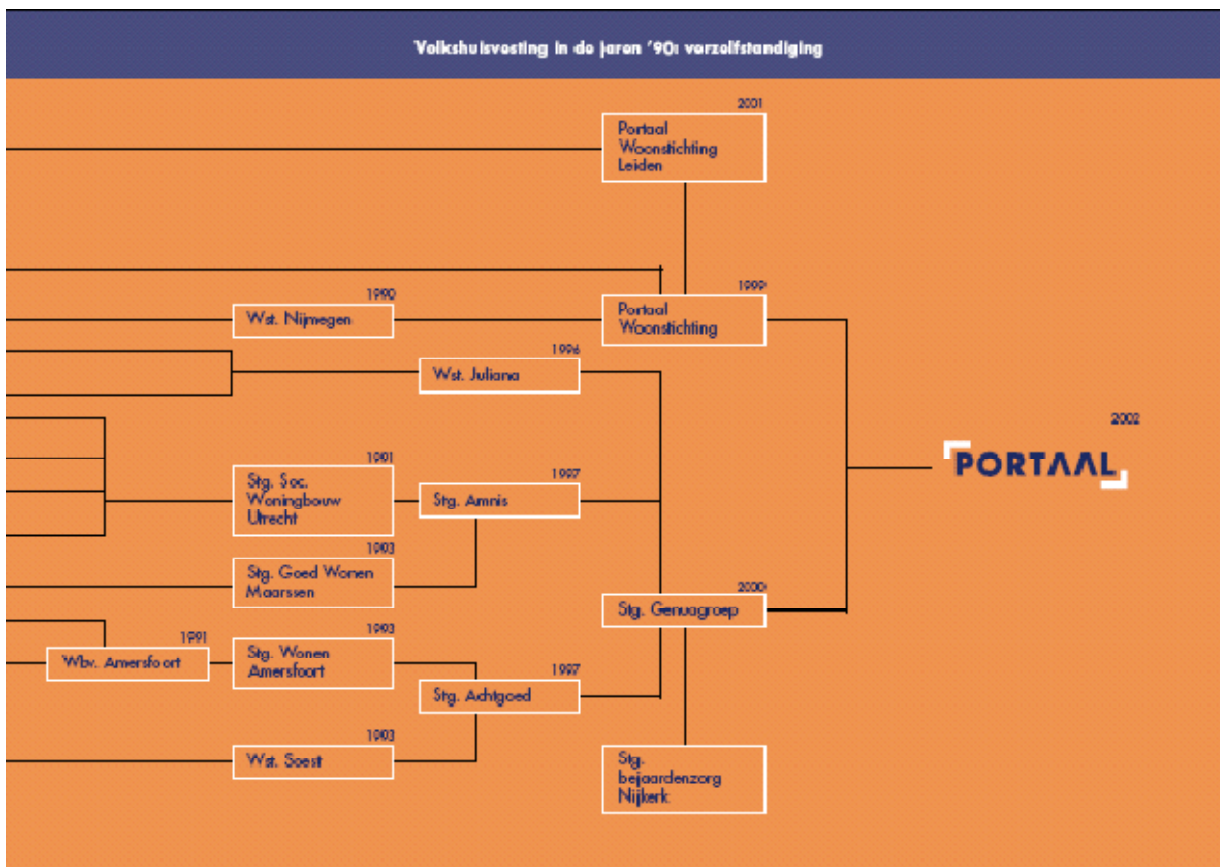 Volkshuisvesting in de jaren '90: verzelfstandiging
2001
Portaal
Woonstichting
Leiden
1999
Portaal
Woonstichting
1990
Wst. Nijmegen
1996
Wst. Juliana
2002
PORTAAL
1991
Stg. Soc.
Woningbouw
Utrecht
1997
Stg. Amnis
1993
Stg. Goed Wonen
Maarssen
2000
Stg. Genuagroep
1991
Wbv. Amersfoort
1993
Stg. Wonen
Amersfoort
1997
Stg. Achtgoed
1993
Wst. Soest
Stg.
bejaardenzorg
Nijkerk